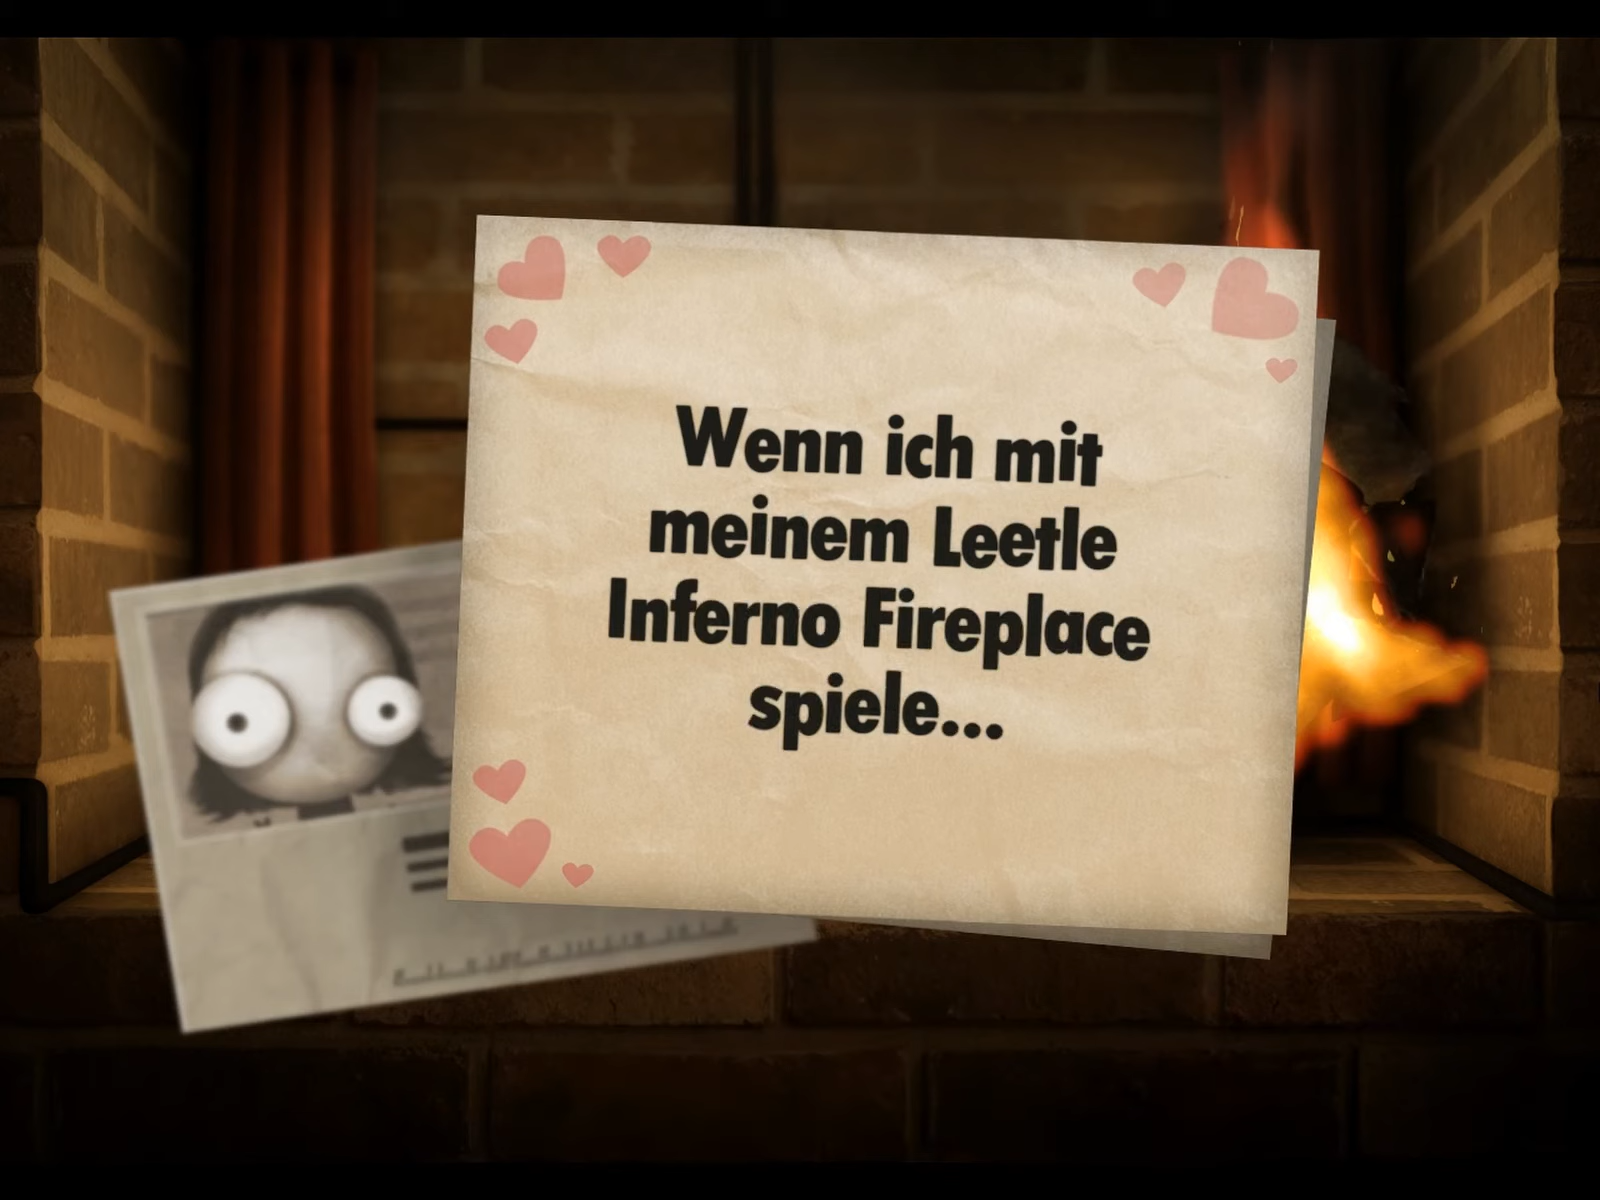 Wenn ich mit
meinem Leetle
Inferno Fireplace
spiele...